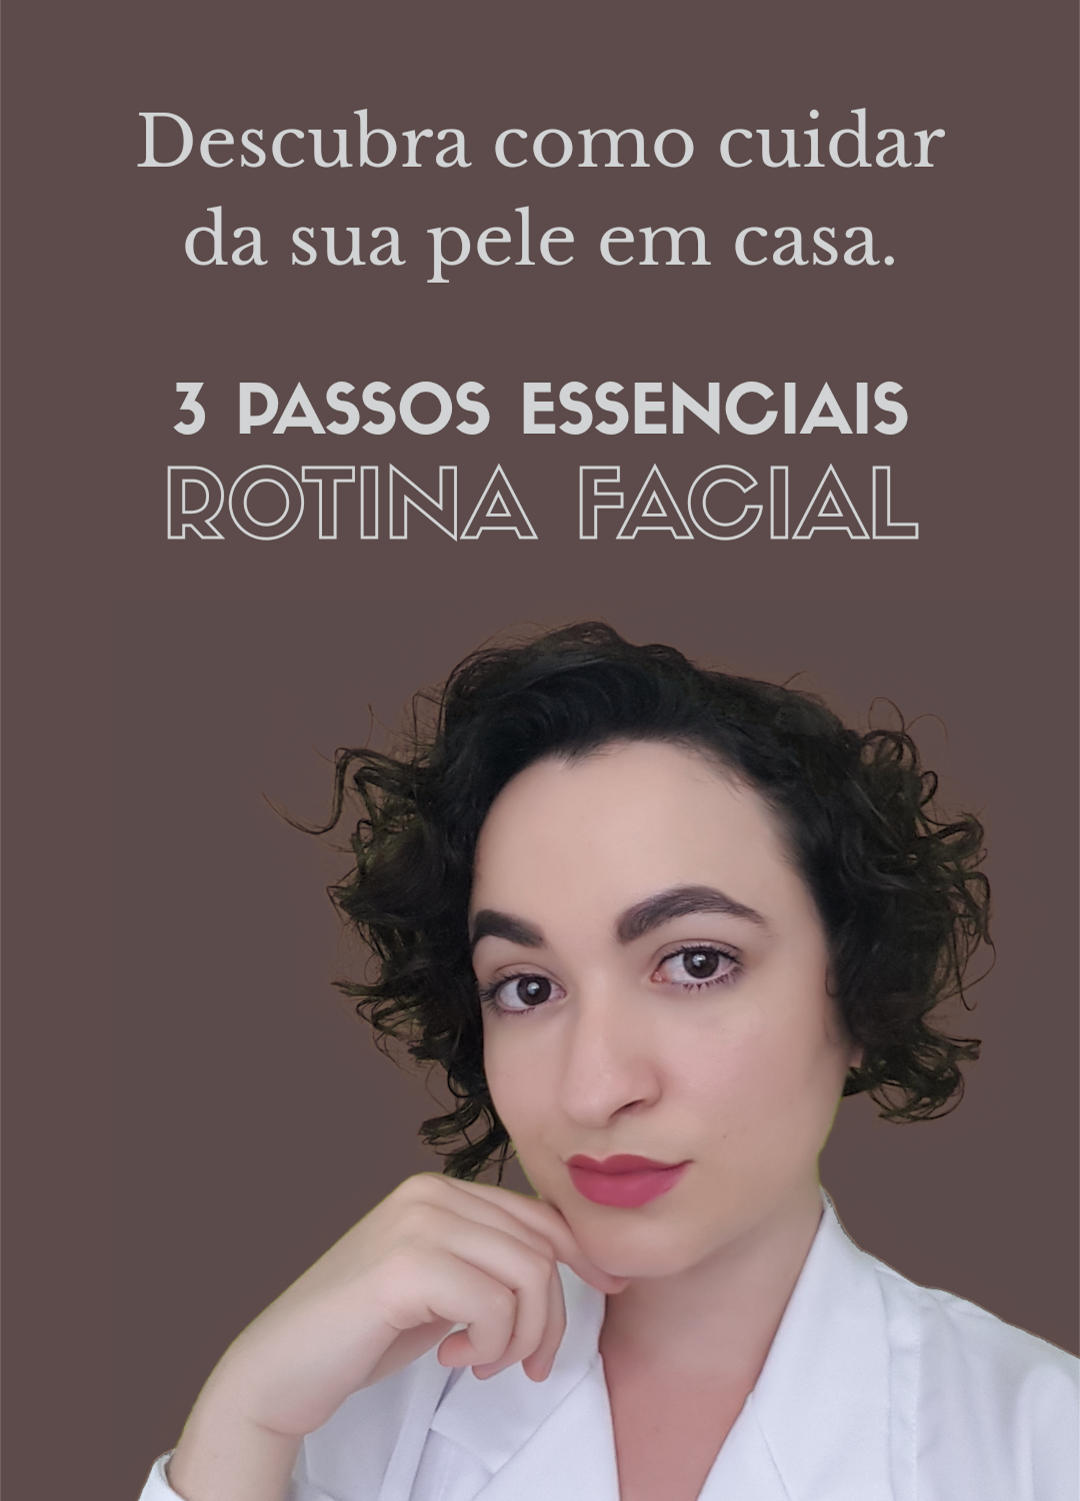 Descubra como cuidar
da sua pele em casa.
3 PASSOS ESSENCIAIS
ROTINA FACIAL